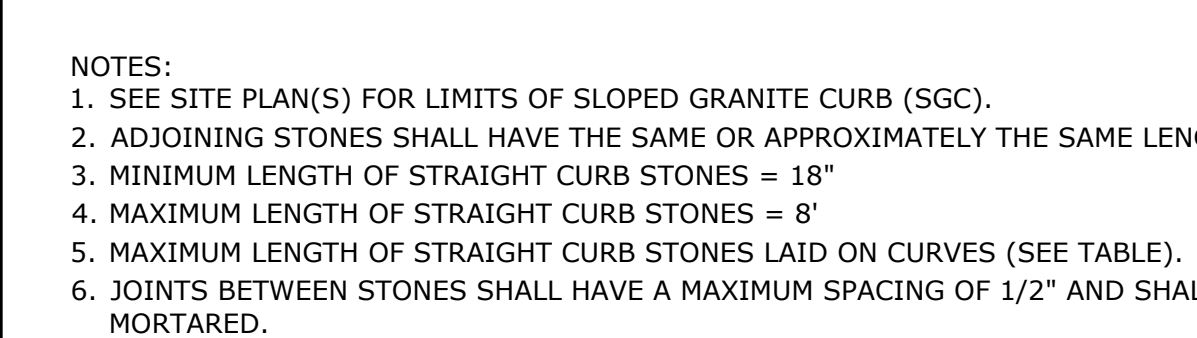 NOTES:
1. SEE SITE PLAN(S) FOR LIMITS OF SLOPED GRANITE CURB (SGC).
2. ADJOINING STONES SHALL HAVE THE SAME OR APPROXIMATELY THE SAME
3. MINIMUM LENGTH OF STRAIGHT CURB STONES = 18"
4. MAXIMUM LENGTH OF STRAIGHT CURB STONES = 8'
5. MAXIMUM LENGTH OF STRAIGHT CURB STONES LAID ON CURVES (SEE TABLE).
6. JOINTS BETWEEN STONES SHALL HAVE A MAXIMUM SPACING OF 1/2" AND
MORTARED.